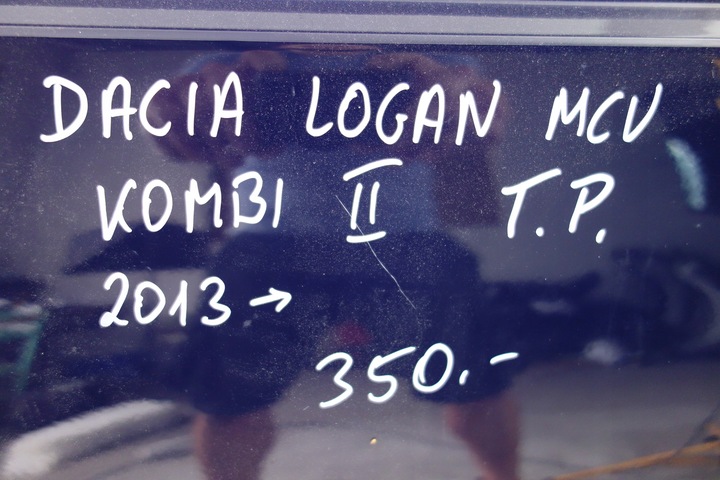 DACIA LOGAN MCV
KOMBI II T.P.
2013→
350.-